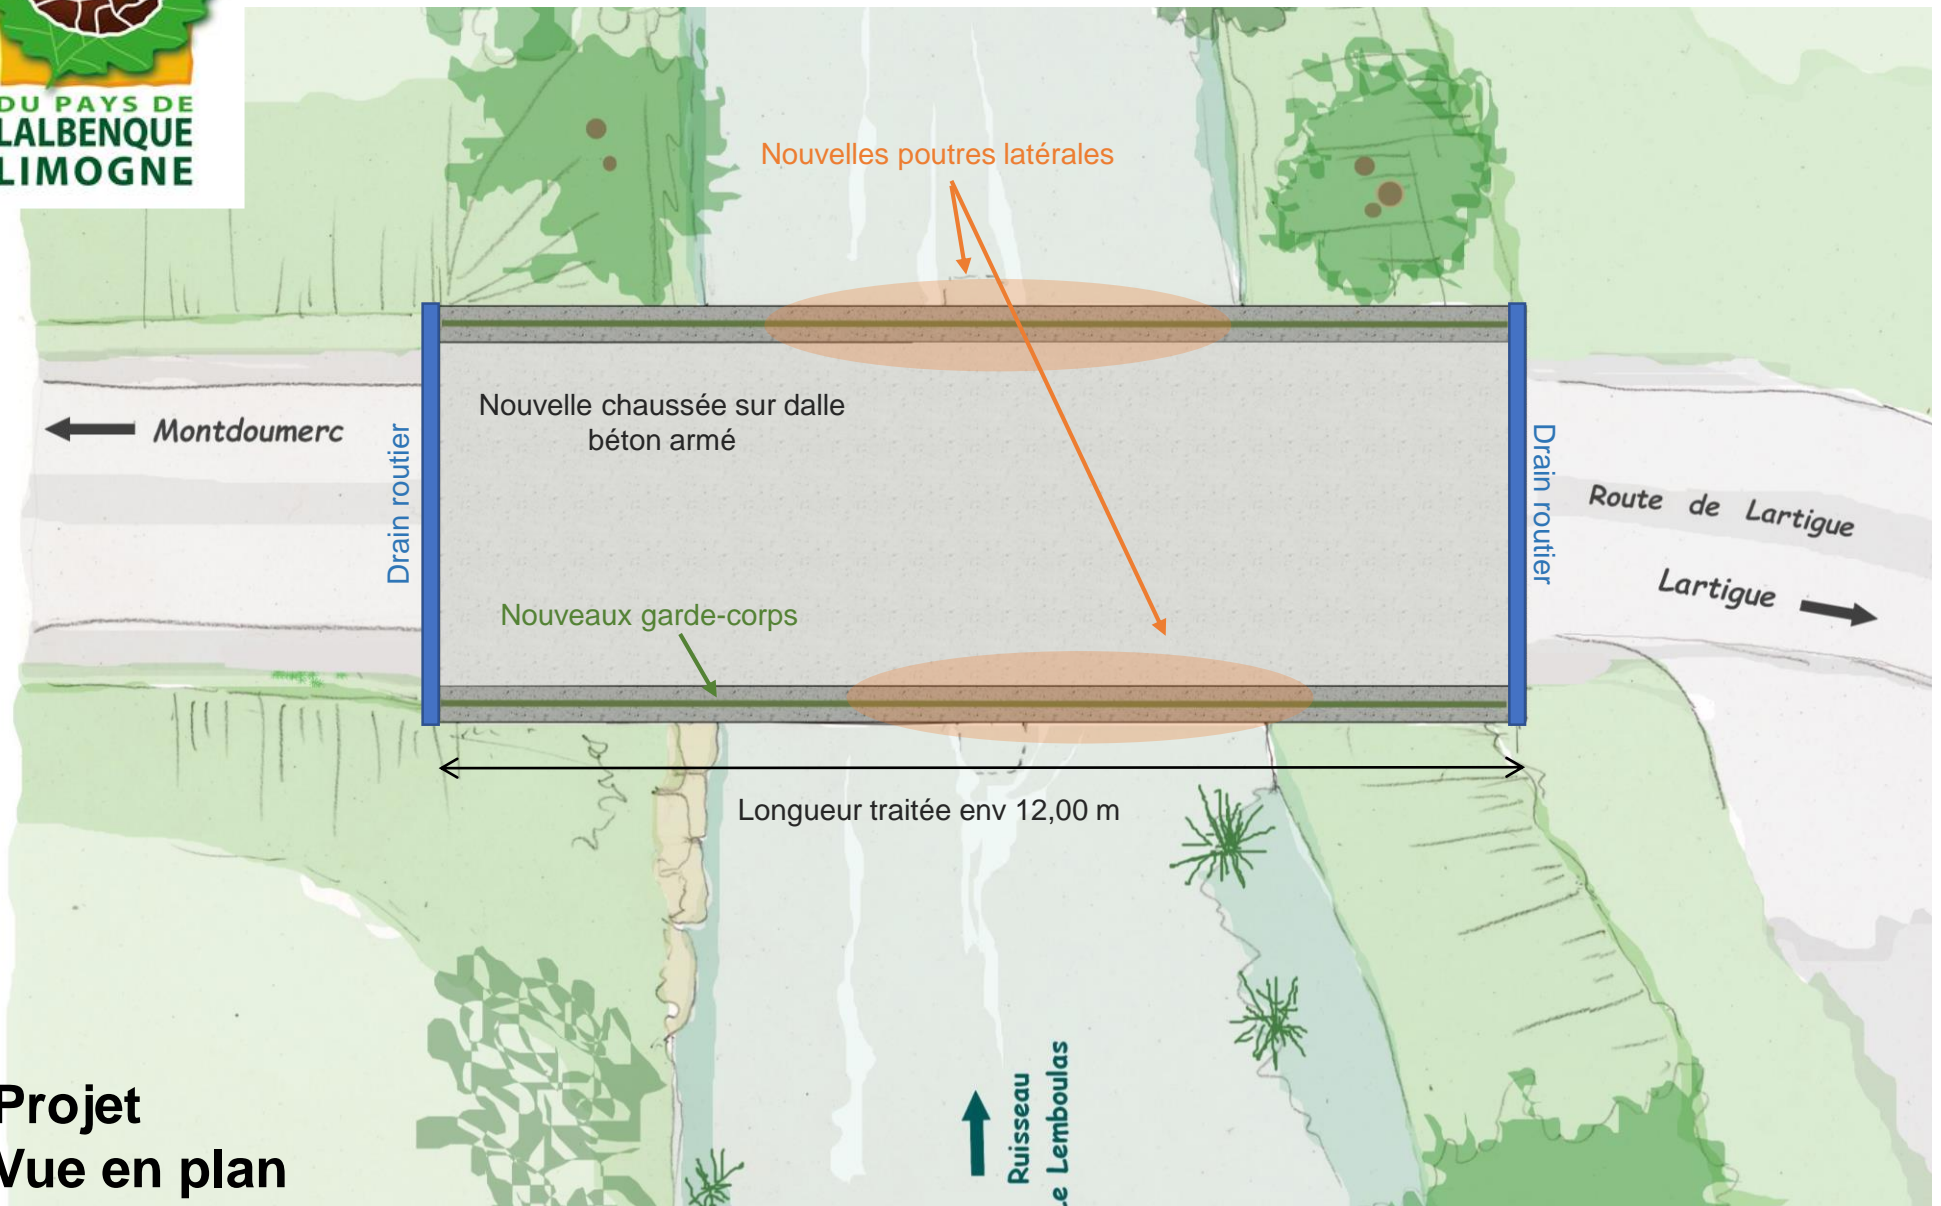 DU PAYS DE
LALBENQUE
LIMOGNE
Nouvelles poutres latérales
Nouvelle chaussée sur dalle
béton armé
Montdoumerc
Drain routier
Drain routier
Route de Lartigue
Lartigue
Nouveaux garde-corps
Longueur traitée env 12,00 m
Ruisseau
Le Lemboulas
Projet
Vue en plan